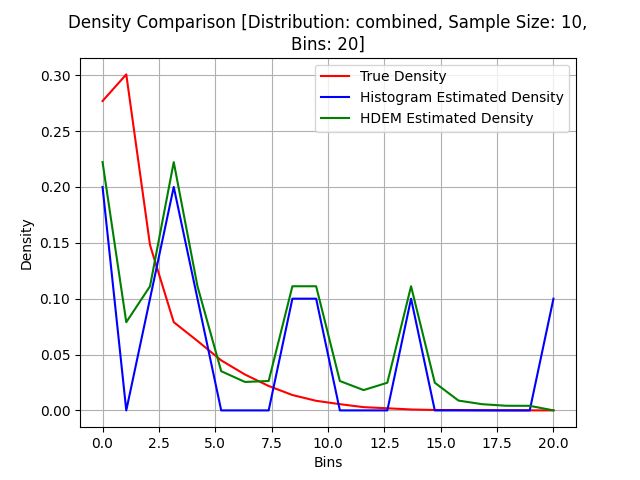 Density Comparison [Distribution: combined, Sample Size: 10,
Bins: 20]
True Density
Histogram Estimated Density
HDEM Estimated Density
Density
0.30
0.25
0.20
0.15
0.10
0.05
0.00
0.0 2.5 5.0 7.5 10.0 12.5 15.0 17.5 20.0
Bins